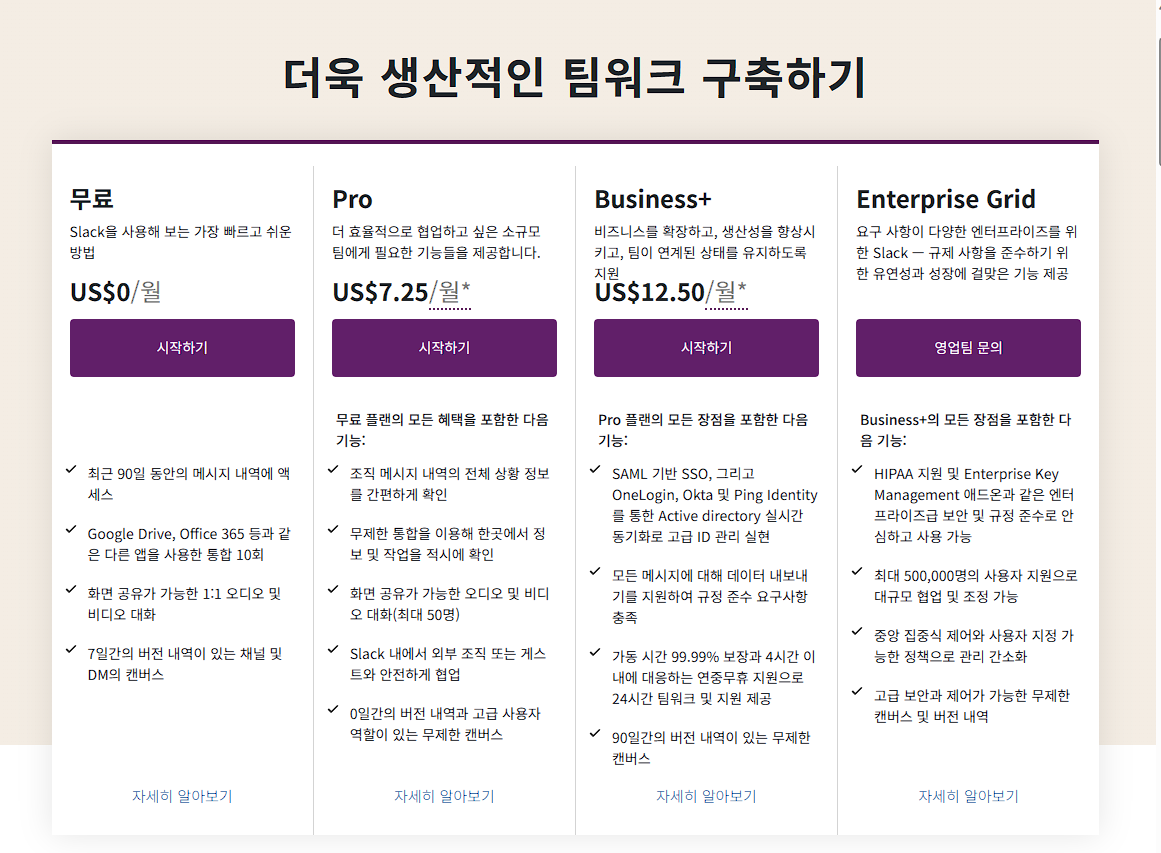 더욱 생산적인 팀워크 구축하기
무료
Slack을 사용해 보는 가장 빠르고 쉬운
방법
US$0/월
시작하기
최근 90일 동안의 메시지 내역에 액
세스
Google Drive, Office 365 등과 같
은 다른 앱을 사용한 통합 10회
화면 공유가 가능한 1:1 오디오 및
비디오 대화
7일간의 버전 내역이 있는 채널 및
DM의 캔버스
자세히 알아보기
Pro
더 효율적으로 협업하고 싶은 소규모
팀에게 필요한 기능들을 제공합니다.
US$7.25/월*
시작하기
무료 플랜의 모든 혜택을 포함한 다음
기능:
조직 메시지 내역의 전체 상황 정보
를 간편하게 확인
무제한 통합을 이용해 한곳에서 정
보 및 작업을 적시에 확인
화면 공유가 가능한 오디오 및 비디
오 대화(최대 50명)
Slack 내에서 외부 조직 또는 게스
트와 안전하게 협업
0일간의 버전 내역과 고급 사용자
역할이 있는 무제한 캔버스
자세히 알아보기
Business+
비즈니스를 확장하고, 생산성을 향상시
키고, 팀이 연계된 상태를 유지하도록
지원
US$12.50/월*
시작하기
Pro 플랜의 모든 장점을 포함한 다음
기능:
SAML 기반 SSO, 그리고
OneLogin, Okta 및 Ping Identity
를 통한 Active directory 실시간
동기화로 고급 ID 관리 실현
모든 메시지에 대해 데이터 내보내
기를 지원하여 규정 준수 요구사항
충족
가동 시간 99.99% 보장과 4시간 이
내에 대응하는 연중무휴 지원으로
24시간 팀워크 및 지원 제공
90일간의 버전 내역이 있는 무제한
캔버스
자세히 알아보기
Enterprise Grid
요구 사항이 다양한 엔터프라이즈를 위
한 Slack — 규제 사항을 준수하기 위
한 유연성과 성장에 걸맞은 기능 제공
영업팀 문의
Business+의 모든 장점을 포함한 다
음 기능:
HIPAA 지원 및 Enterprise Key
Management 애드온과 같은 엔터
프라이즈급 보안 및 규정 준수로 안
심하고 사용 가능
최대 500,000명의 사용자 지원으로
대규모 협업 및 조정 가능
중앙 집중식 제어와 사용자 지정 가
능한 정책으로 관리 간소화
고급 보안과 제어가 가능한 무제한
캔버스 및 버전 내역
자세히 알아보기